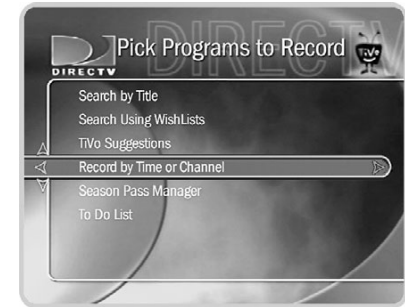 Pick Programs to Record
DIRECTV
DIRECTV
TiVo
Search by Title
Search Using WishLists
TiVo Suggestions
Record by Time or Channel
Season Pass Manager
To Do List